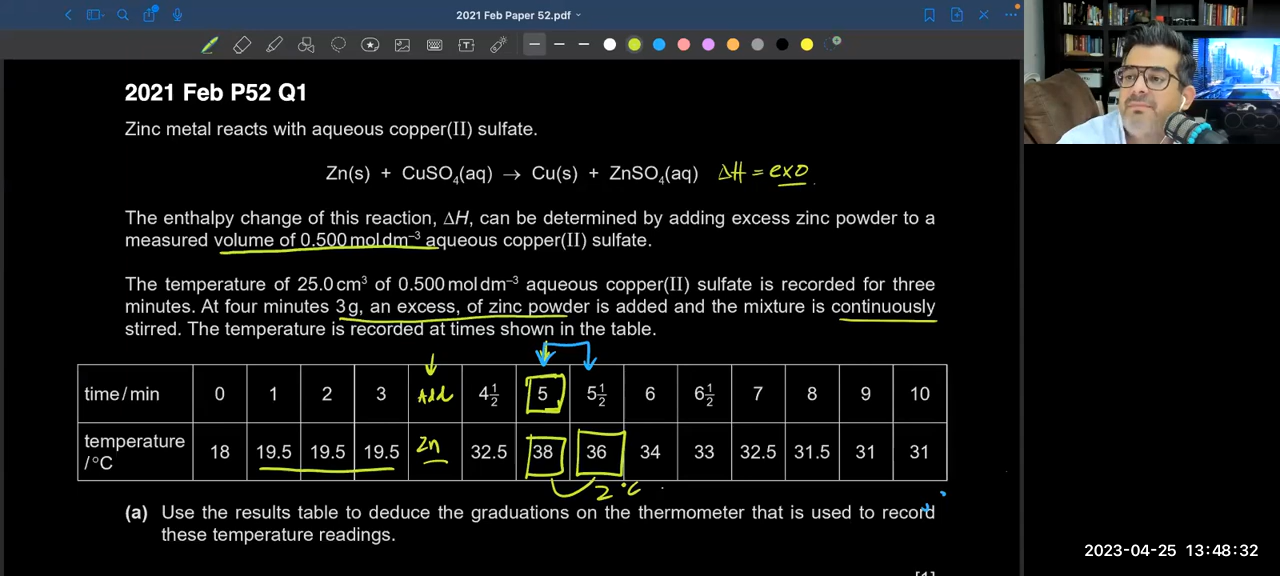 2021 Feb Paper 52.pdf
2021 Feb P52 Q1
Zinc metal reacts with aqueous copper(II) sulfate.
Zn(s) + CuSO₄(aq) → Cu(s) + ZnSO₄(aq) ΔH = exo
The enthalpy change of this reaction, ΔH, can be determined by adding excess zinc powder to a
measured volume of 0.500 mol dm⁻³ aqueous copper(II) sulfate.
The temperature of 25.0 cm³ of 0.500 mol dm⁻³ aqueous copper(II) sulfate is recorded for three
minutes. At four minutes 3 g, an excess, of zinc powder is added and the mixture is continuously
stirred. The temperature is recorded at times shown in the table.
time / min 0 1 2 3 Add 4½ 5 5½ 6 6½ 7 8 9 10
temperature / °C 18 19.5 19.5 19.5 Zn 32.5 38 36 34 33 32.5 31.5 31 31
2°C
(a) Use the results table to deduce the graduations on the thermometer that is used to record
these temperature readings.
2023-04-25 13:48:32